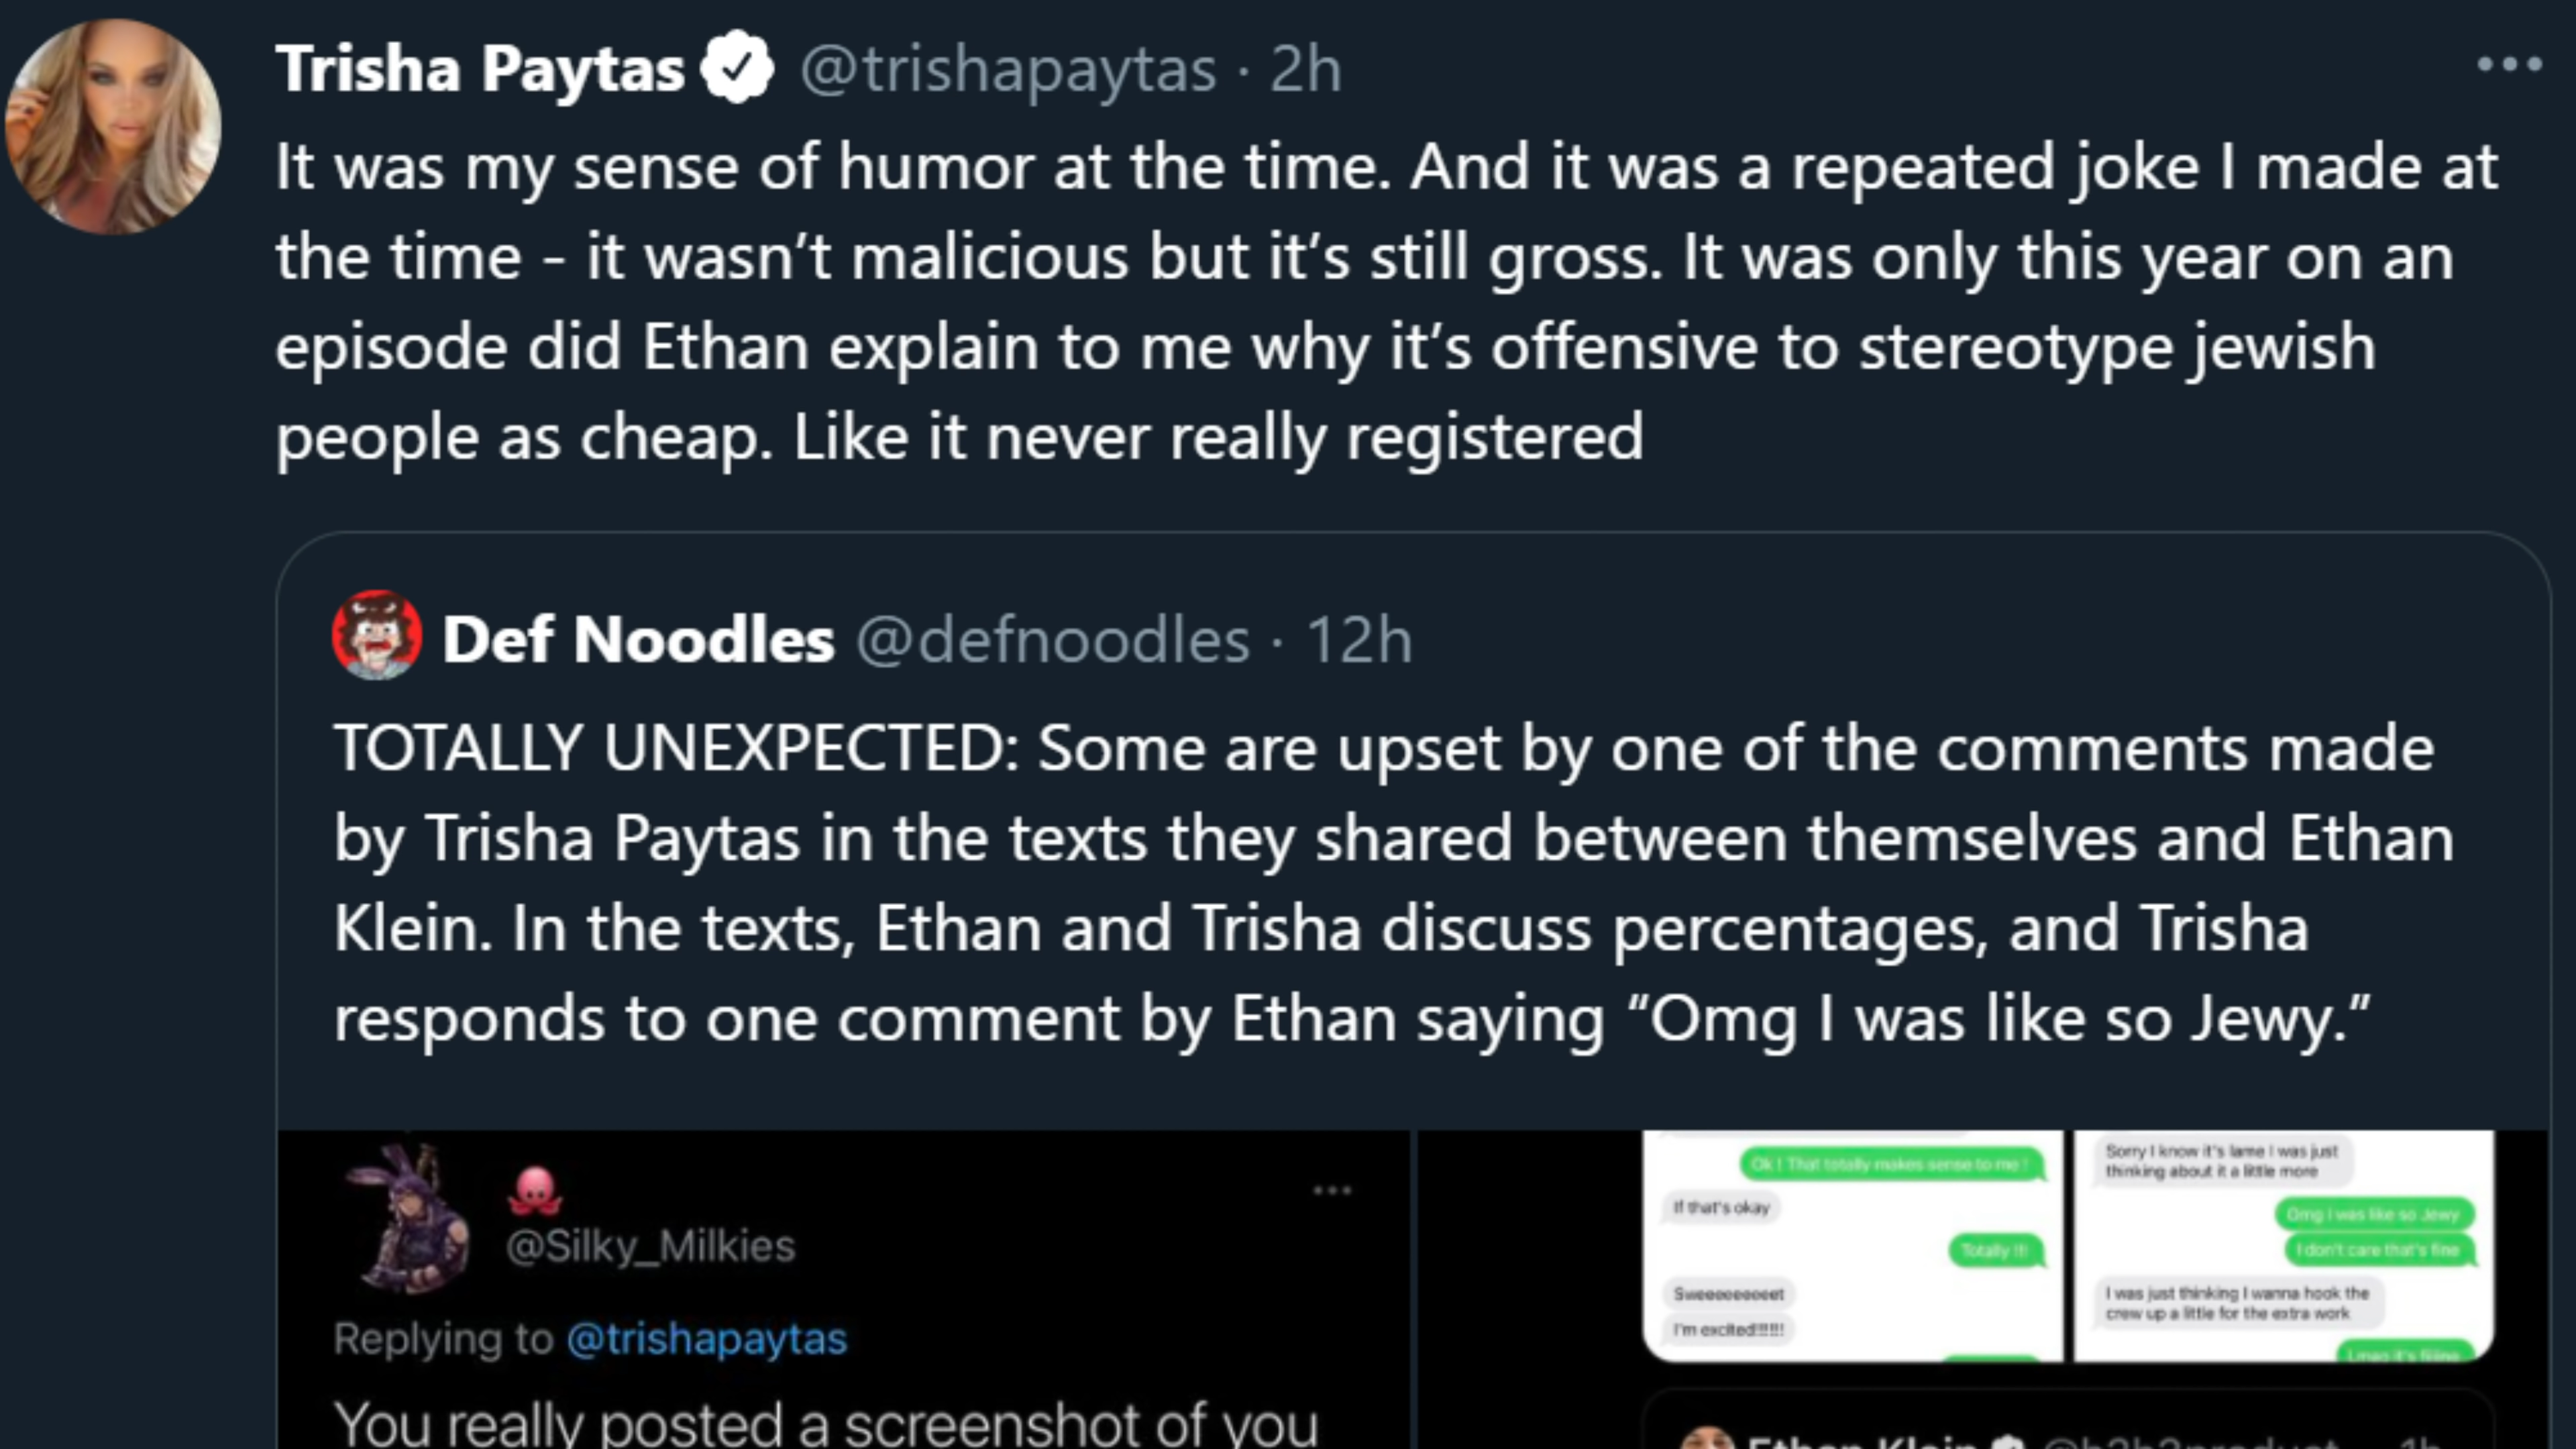 Trisha Paytas @trishapaytas · 2h
It was my sense of humor at the time. And it was a repeated joke I made at
the time - it wasn’t malicious but it’s still gross. It was only this year on an
episode did Ethan explain to me why it’s offensive to stereotype jewish
people as cheap. Like it never really registered
Def Noodles @defnoodles · 12h
TOTALLY UNEXPECTED: Some are upset by one of the comments made
by Trisha Paytas in the texts they shared between themselves and Ethan
Klein. In the texts, Ethan and Trisha discuss percentages, and Trisha
responds to one comment by Ethan saying “Omg I was like so Jewy.”
@Silky_Milkies
Replying to @trishapaytas
You really posted a screenshot of you
Ok ! That totally makes sense to me !
If that's okay
Totally !!!
Sweeeeeeeeet
I'm excited!!!!!!
Sorry I know it's lame I was just
thinking about it a little more
Omg I was like so Jewy
I don't care that's fine
I was just thinking I wanna hook the
crew up a little for the extra work
Ethan Klein